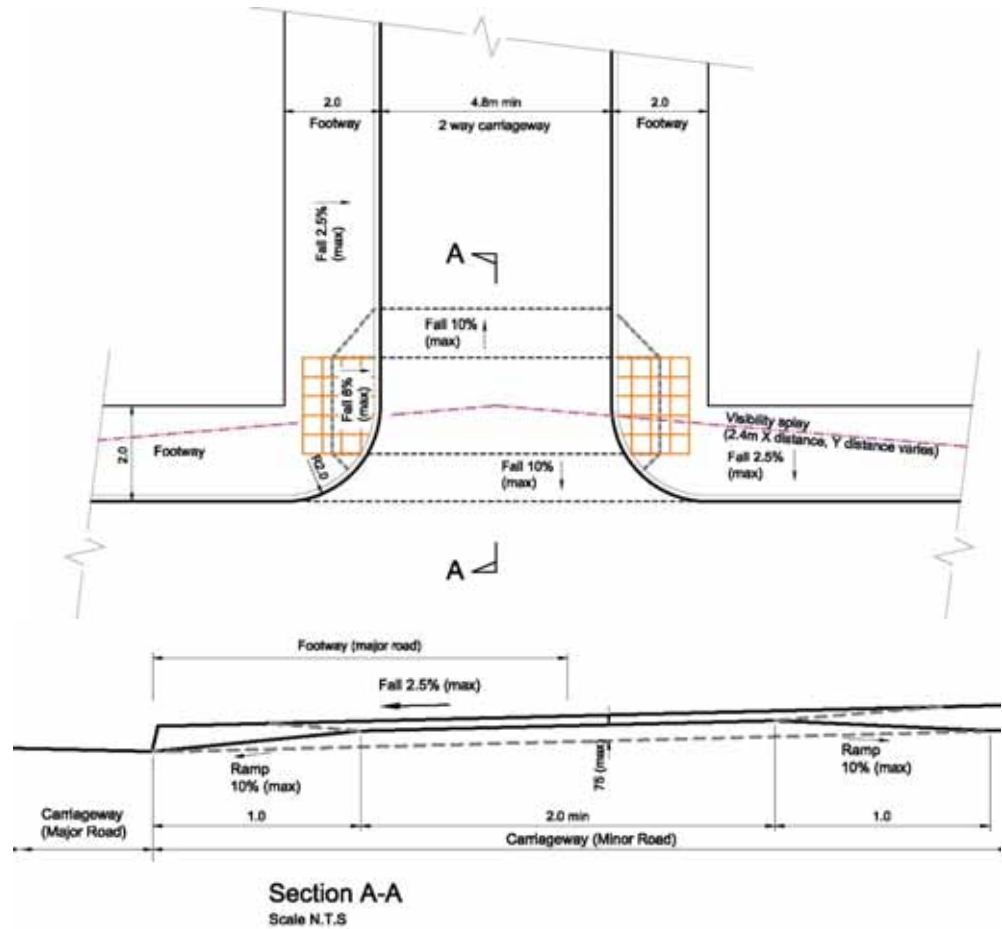 2.0
Footway
4.8m min
2 way carriageway
2.0
Footway
Fall 2.5%
(max)
A
Fall 10%
(max)
Fall 6%
(max)
Visibility splay
(2.4m X distance, Y distance varies)
2.0
Footway
R2.0
Fall 10%
(max)
Fall 2.5%
(max)
A
Footway (major road)
Fall 2.5% (max)
Ramp
10% (max)
75 (max)
Ramp
10% (max)
Carriageway
(Major Road)
1.0
2.0 min
1.0
Carriageway (Minor Road)
Section A-A
Scale N.T.S